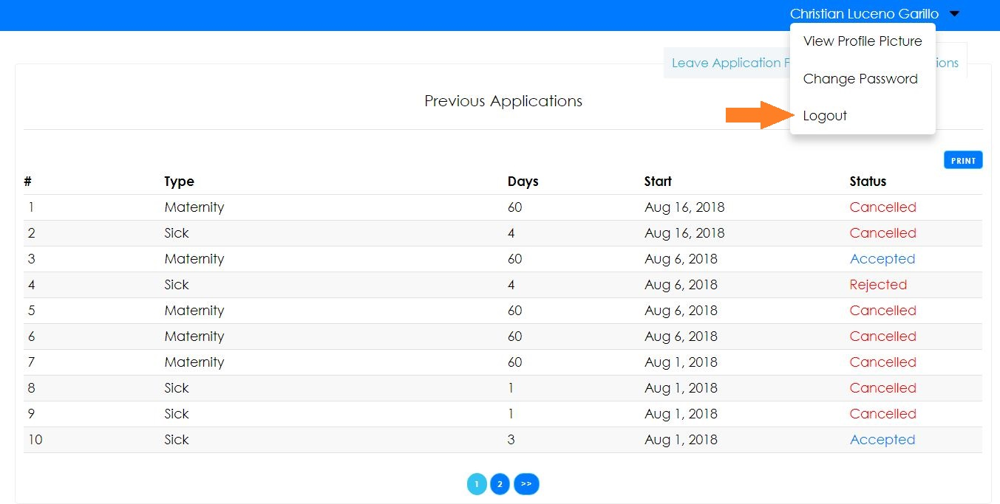 Christian Luceno Garillo
View Profile Picture
Change Password
Logout
Leave Application
Previous Applications
PRINT
# Type Days Start Status
1 Maternity 60 Aug 16, 2018 Cancelled
2 Sick 4 Aug 16, 2018 Cancelled
3 Maternity 60 Aug 6, 2018 Accepted
4 Sick 4 Aug 6, 2018 Rejected
5 Maternity 60 Aug 6, 2018 Cancelled
6 Maternity 60 Aug 6, 2018 Cancelled
7 Maternity 60 Aug 1, 2018 Cancelled
8 Sick 1 Aug 1, 2018 Cancelled
9 Sick 1 Aug 1, 2018 Cancelled
10 Sick 3 Aug 1, 2018 Accepted
1 2 >>